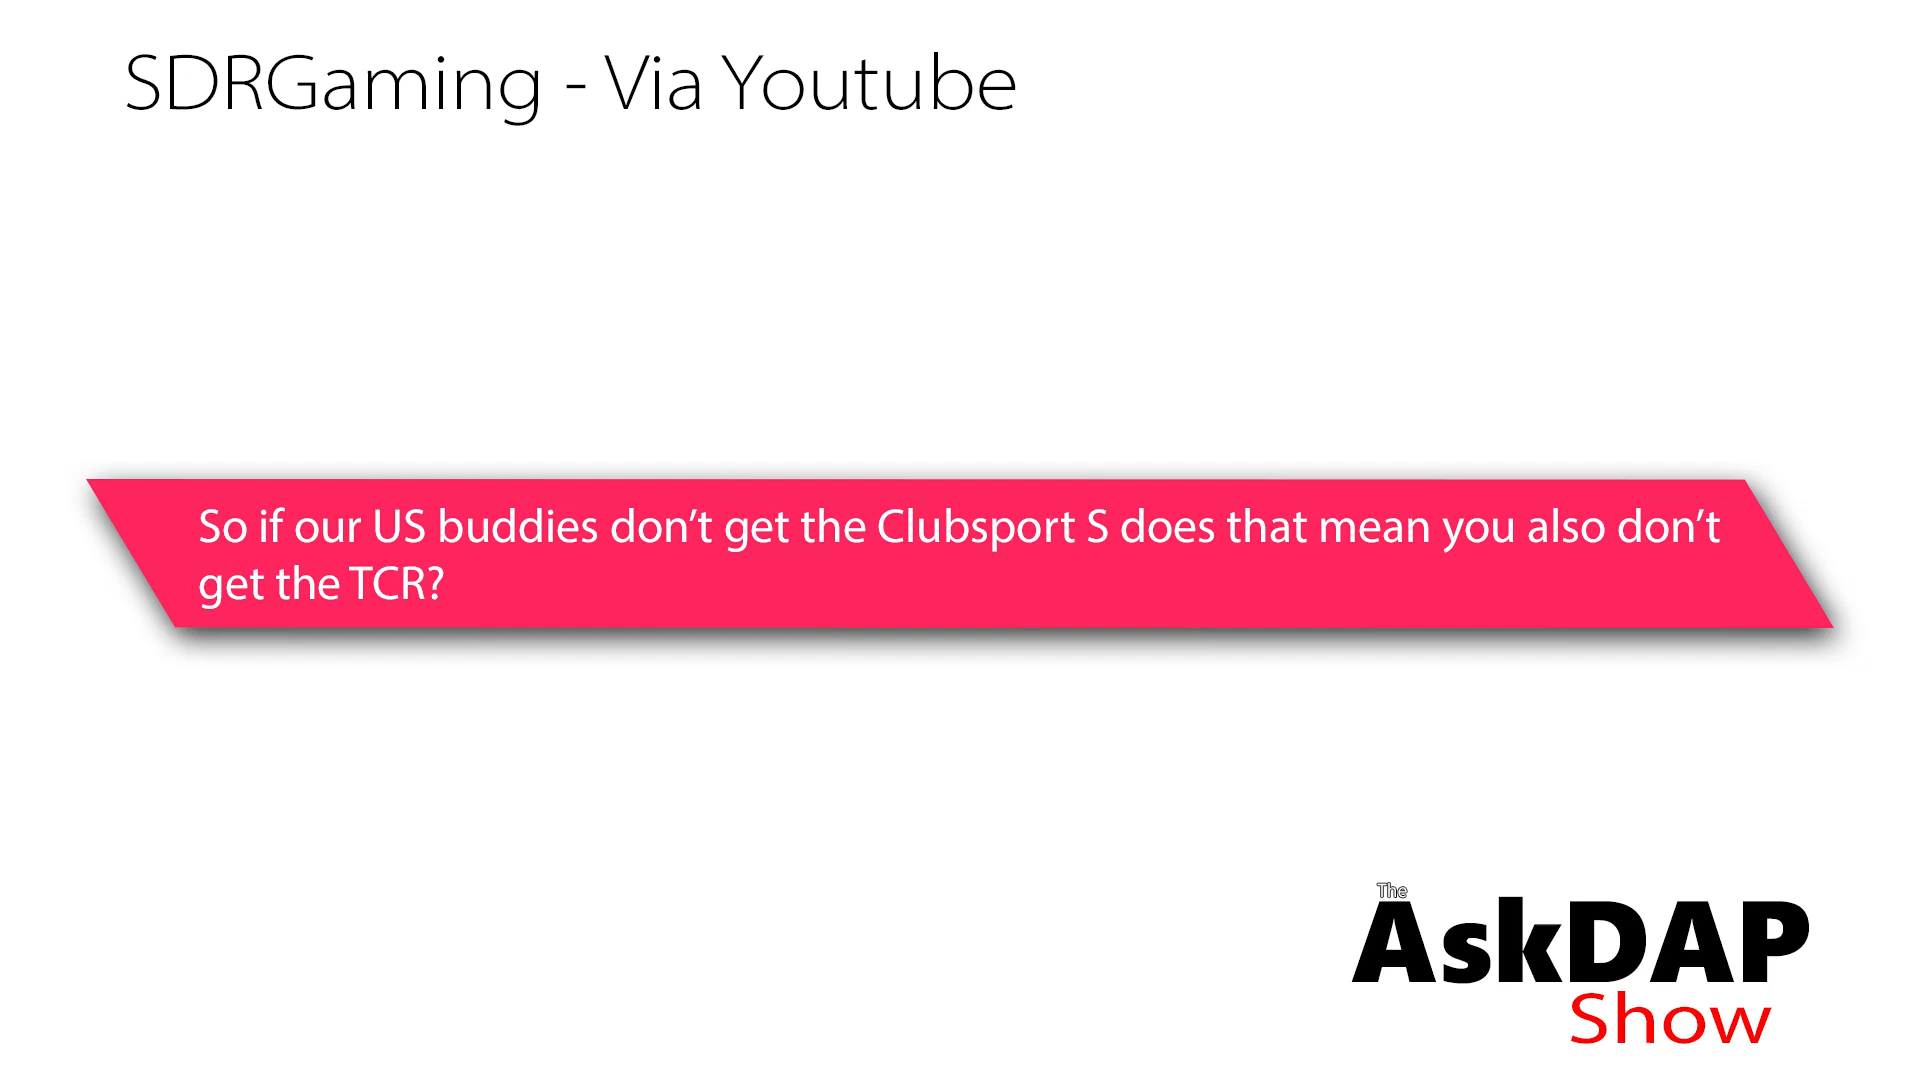 SDRGaming - Via Youtube
So if our US buddies don’t get the Clubsport S does that mean you also don’t
get the TCR?
The
AskDAP
Show